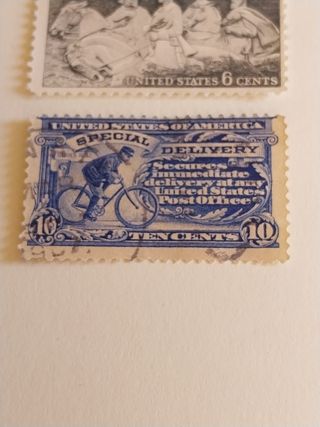 UNITED STATES 6 CENTS
UNITED STATES OF AMERICA
SPECIAL DELIVERY
Secures
immediate
delivery at any
United States
Post Office
10 TEN CENTS 10